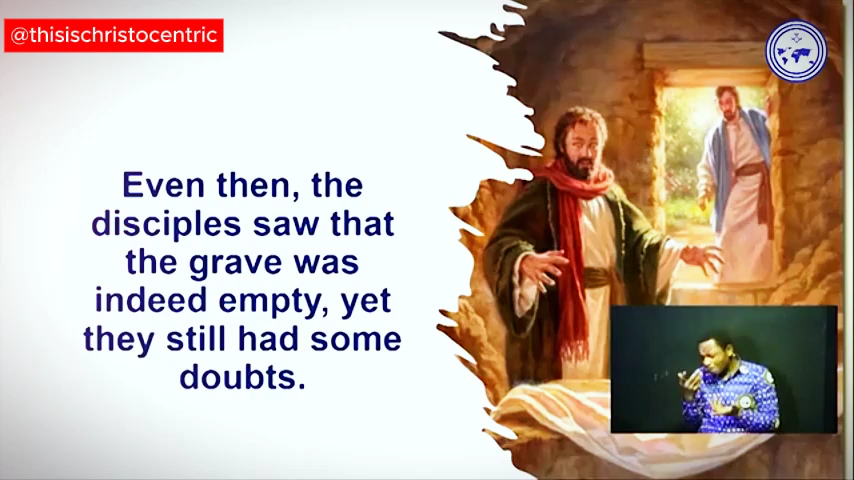 @thisischristocentric
Even then, the
disciples saw that
the grave was
indeed empty, yet
they still had some
doubts.